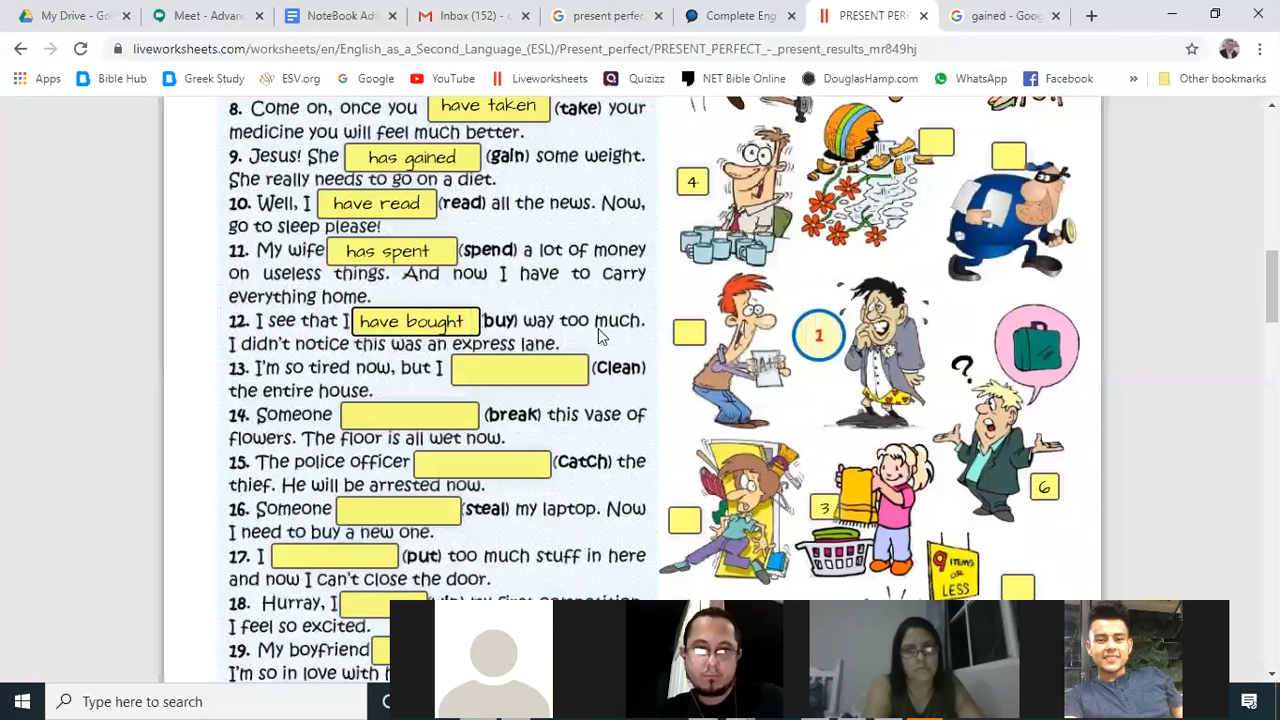 My Drive - Goo
Meet - Advanc
NoteBook Adv
Inbox (152) - c
present perfec
Complete Eng
PRESENT PERF
gained - Goog
liveworksheets.com/worksheets/en/English_as_a_Second_Language_(ESL)/Present_perfect/PRESENT_PERFECT_-_present_results_mr849hj
Apps
Bible Hub
Greek Study
ESV.org
Google
YouTube
Liveworksheets
Quizizz
NET Bible Online
DouglasHamp.com
WhatsApp
Facebook
»
Other bookmarks
8. Come on, once you have taken (take) your
medicine you will feel much better.
9. Jesus! She has gained (gain) some weight.
She really needs to go on a diet.
10. Well, I have read (read) all the news. Now,
go to sleep please!
11. My wife has spent (spend) a lot of money
on useless things. And now I have to carry
everything home.
12. I see that I have bought (buy) way too much.
I didn't notice this was an express lane.
13. I'm so tired now, but I (Clean)
the entire house.
14. Someone (break) this vase of
flowers. The floor is all wet now.
15. The police officer (Catch) the
thief. He will be arrested now.
16. Someone (steal) my laptop. Now
I need to buy a new one.
17. I (put) too much stuff in here
and now I can't close the door.
18. Hurray, I
I feel so excited.
19. My boyfriend
I'm so in love with
4
A+
1
?
6
3
9
ITEMS
OR
LESS
Type here to search